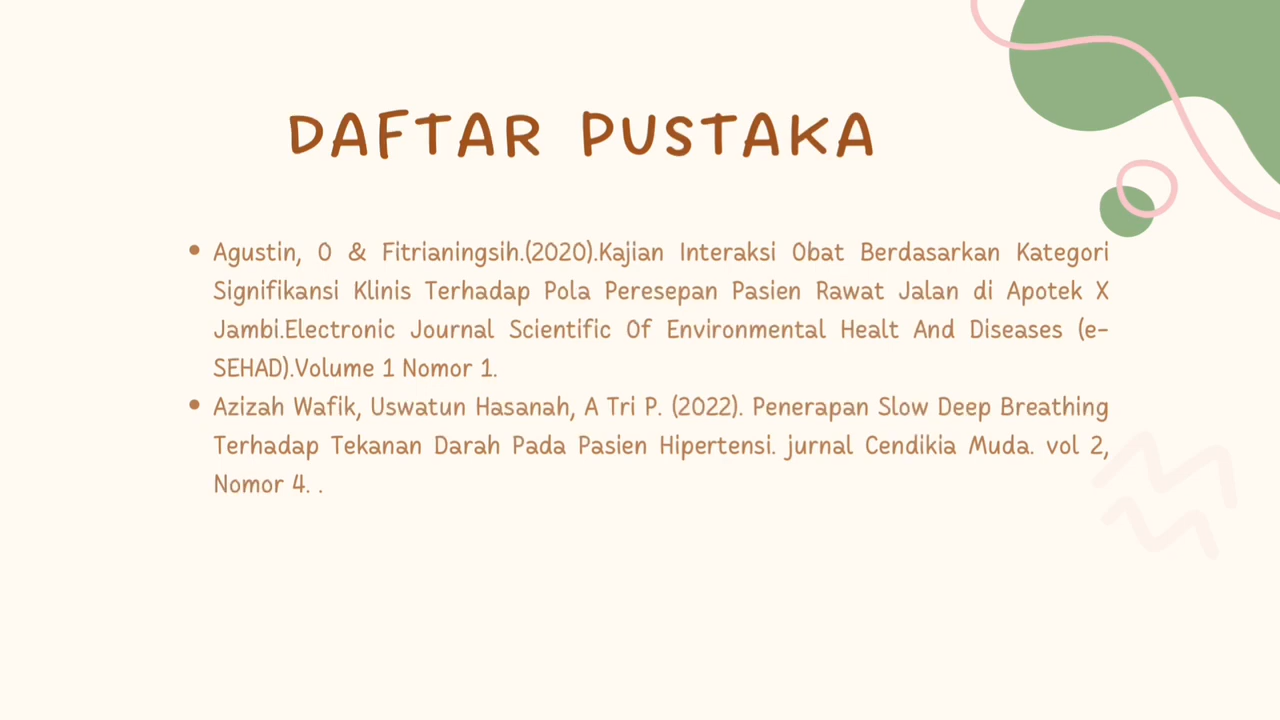 DAFTAR PUSTAKA
• Agustin, O & Fitrianingsih.(2020).Kajian Interaksi Obat Berdasarkan Kategori
Signifikansi Klinis Terhadap Pola Peresepan Pasien Rawat Jalan di Apotek X
Jambi.Electronic Journal Scientific Of Environmental Healt And Diseases (e-
SEHAD).Volume 1 Nomor 1.
• Azizah Wafik, Uswatun Hasanah, A Tri P. (2022). Penerapan Slow Deep Breathing
Terhadap Tekanan Darah Pada Pasien Hipertensi. jurnal Cendikia Muda. vol 2,
Nomor 4. .